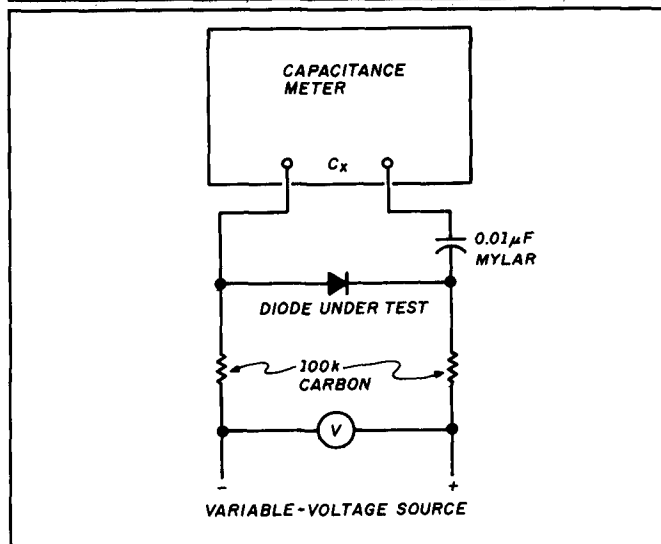 CAPACITANCE
METER
Cx
0.01µF
MYLAR
DIODE UNDER TEST
100k
CARBON
V
- +
VARIABLE-VOLTAGE SOURCE